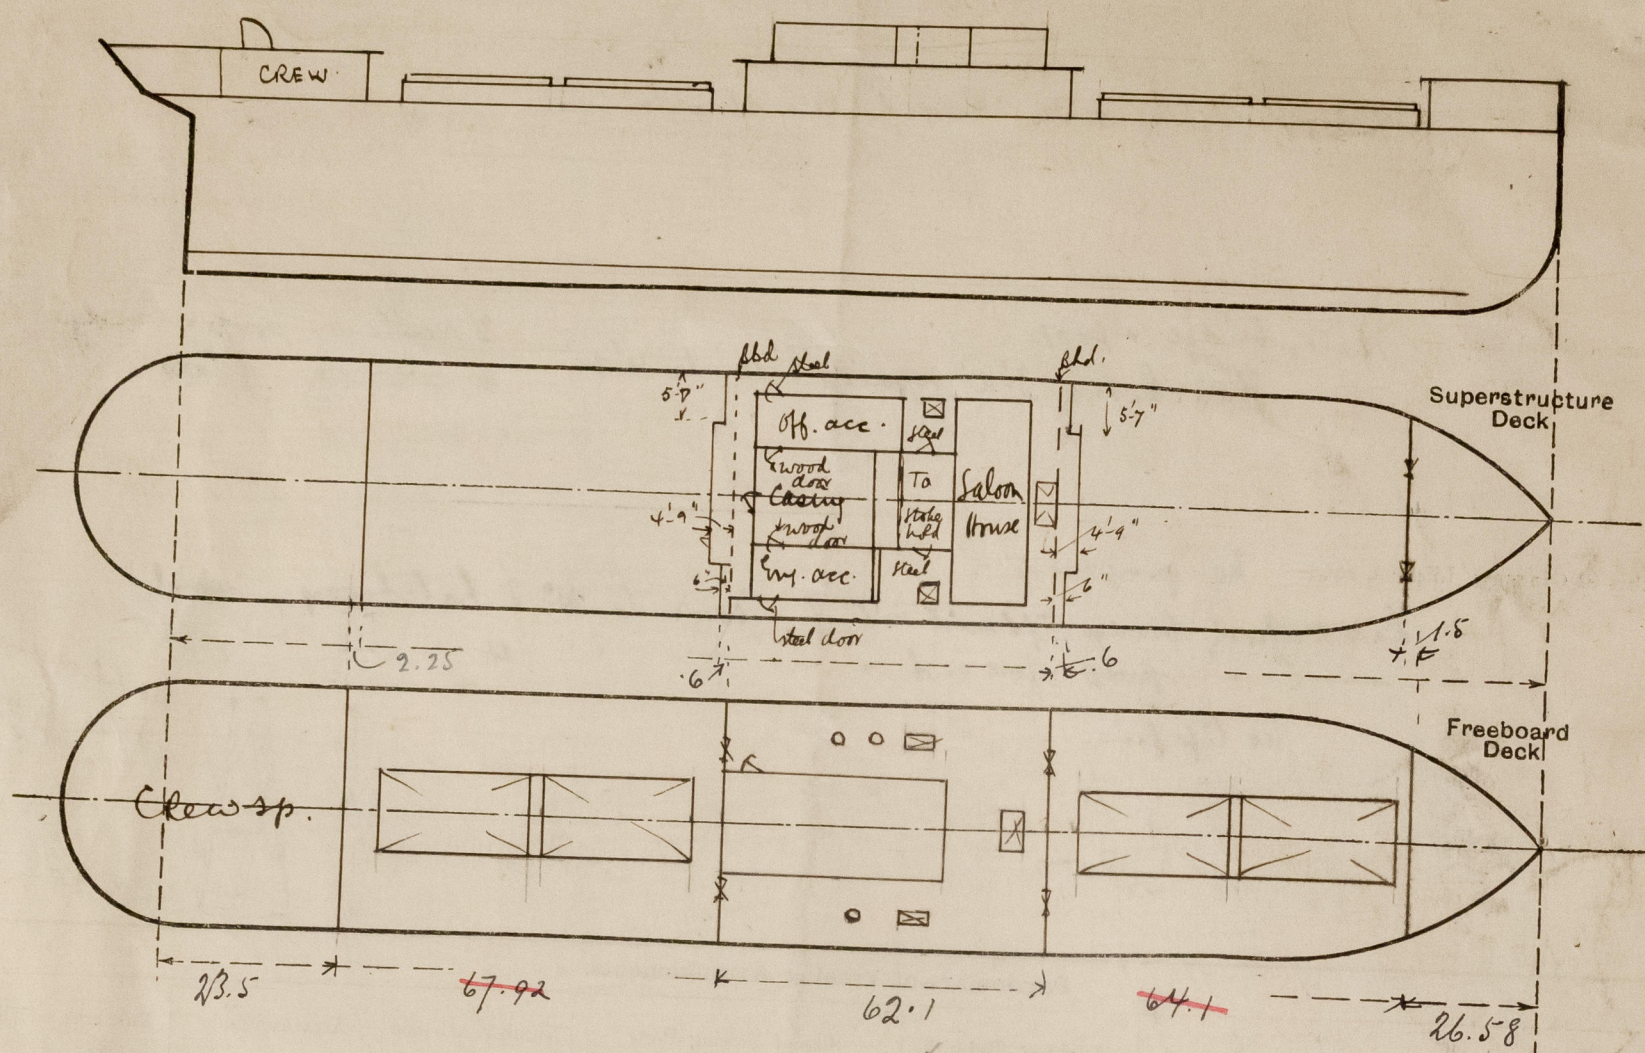 CREW.
Bhd
steel
Bhd.
5'-7"
5'-7"
Superstructure
Deck
Off. acc.
steel
wood
door
Casing
wood
door
To
stoke
hold
Saloon
House
4'-9"
4'-9"
Eng. acc.
steel
6"
6"
steel door
2.25
.6
.6
1.5
Freeboard
Deck
Crew sp.
23.5
67.92
62.1
64.1
26.58